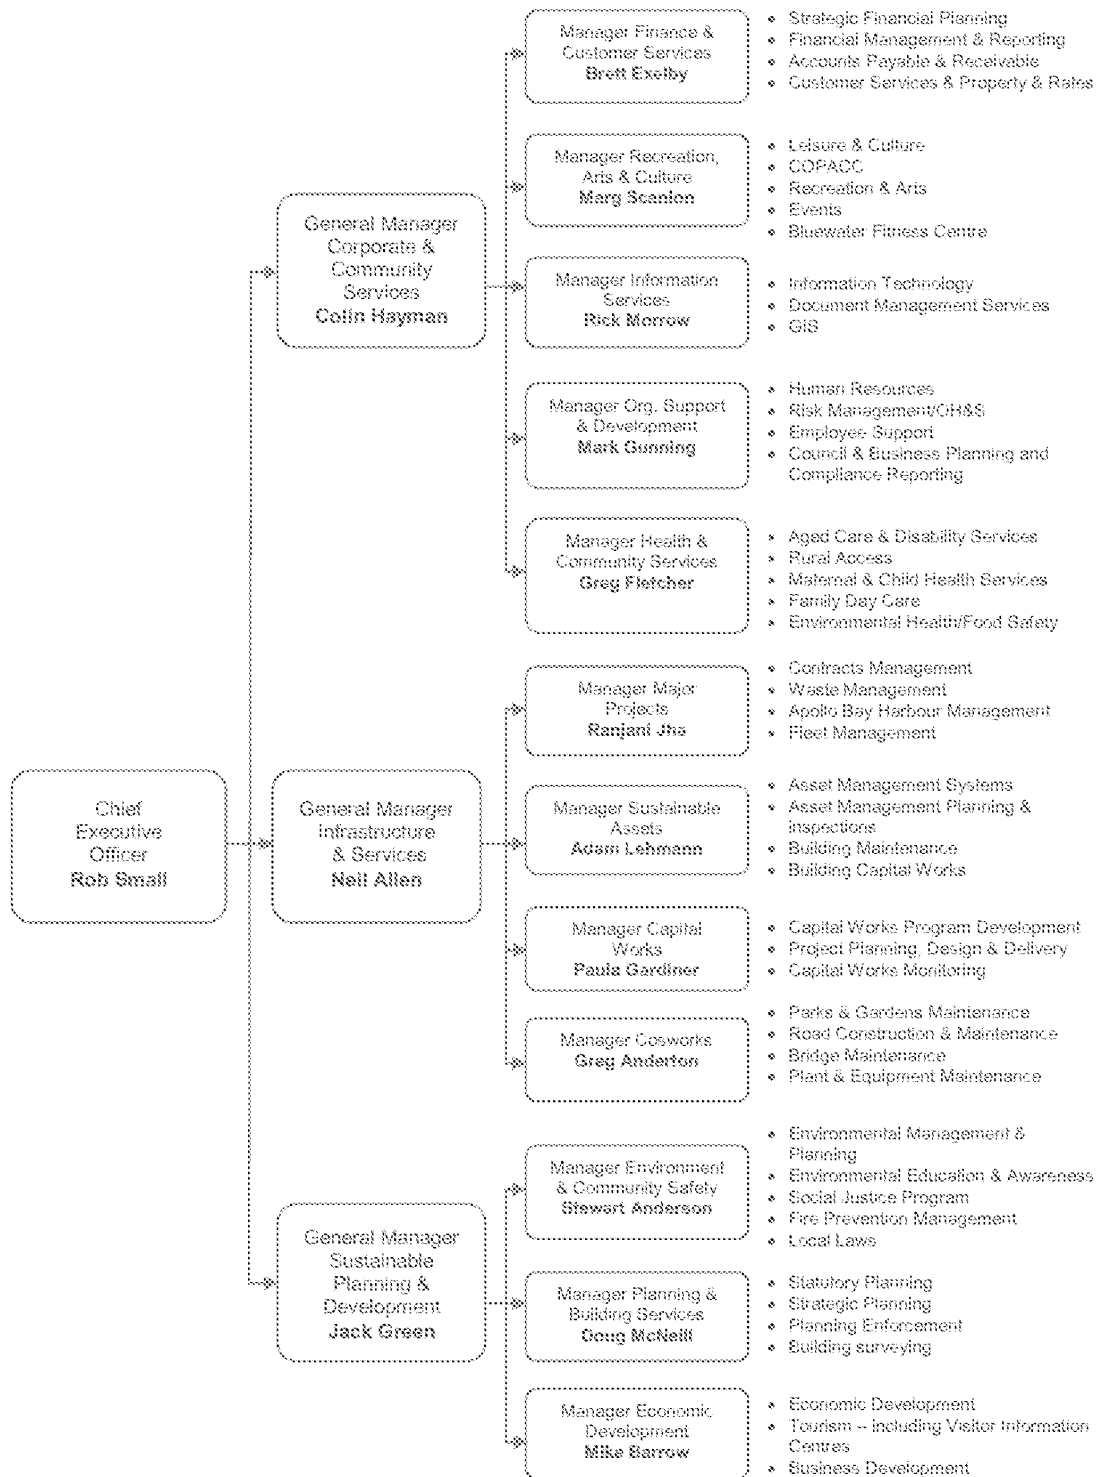 Chief
Executive
Officer
Rob Small
General Manager
Corporate &
Community
Services
Colin Hayman
Manager Finance &
Customer Services
Brett Exelby
• Strategic Financial Planning
• Financial Management & Reporting
• Accounts Payable & Receivable
• Customer Services & Property & Rates
Manager Recreation,
Arts & Culture
Marg Scanlon
• Leisure & Culture
• COPACC
• Recreation & Arts
• Events
• Bluewater Fitness Centre
Manager Information
Services
Rick Morrow
• Information Technology
• Document Management Services
• GIS
Manager Org. Support
& Development
Mark Gunning
• Human Resources
• Risk Management/OH&S
• Employee Support
• Council & Business Planning and
Compliance Reporting
Manager Health &
Community Services
Greg Fletcher
• Aged Care & Disability Services
• Rural Access
• Maternal & Child Health Services
• Family Day Care
• Environmental Health/Food Safety
General Manager
Infrastructure
& Services
Neil Allen
Manager Major
Projects
Ranjani Jha
• Contracts Management
• Waste Management
• Apollo Bay Harbour Management
• Fleet Management
Manager Sustainable
Assets
Adam Lehmann
• Asset Management Systems
• Asset Management Planning &
inspections
• Building Maintenance
• Building Capital Works
Manager Capital
Works
Paula Gardiner
• Capital Works Program Development
• Project Planning, Design & Delivery
• Capital Works Monitoring
Manager Cosworks
Greg Anderton
• Parks & Gardens Maintenance
• Road Construction & Maintenance
• Bridge Maintenance
• Plant & Equipment Maintenance
General Manager
Sustainable
Planning &
Development
Jack Green
Manager Environment
& Community Safety
Stewart Anderson
• Environmental Management &
Planning
• Environmental Education & Awareness
• Social Justice Program
• Fire Prevention Management
• Local Laws
Manager Planning &
Building Services
Doug McNeill
• Statutory Planning
• Strategic Planning
• Planning Enforcement
• Building surveying
Manager Economic
Development
Mike Barrow
• Economic Development
• Tourism – including Visitor Information
Centres
• Business Development